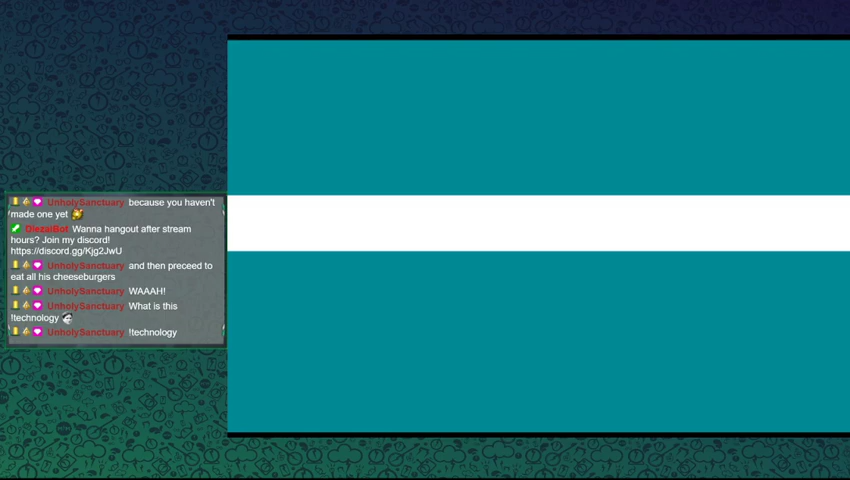 UnholySanctuary because you haven't
made one yet
DiezaiBot Wanna hangout after stream
hours? Join my discord!
https://discord.gg/Kjg2JwU
UnholySanctuary and then preceed to
eat all his cheeseburgers
UnholySanctuary WAAAH!
UnholySanctuary What is this
!technology
UnholySanctuary !technology